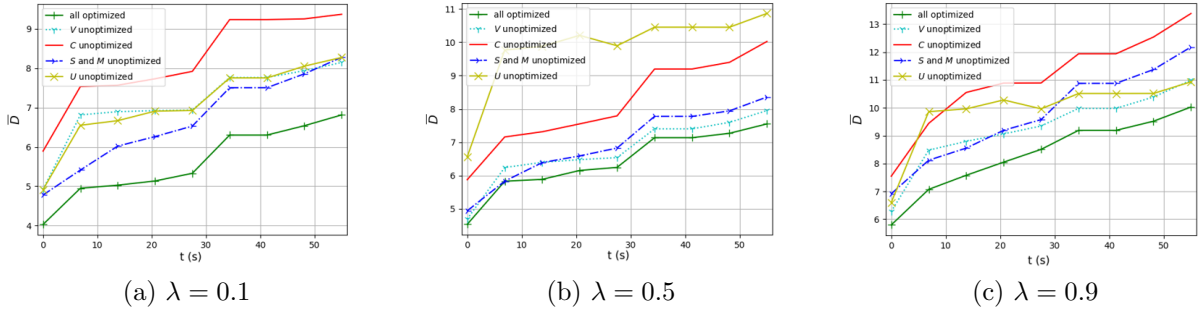 all optimized
V unoptimized
C unoptimized
S and M unoptimized
U unoptimized
9
8
7
6
5
4
D̅
0
10
20
30
40
50
t (s)
(a) λ = 0.1
all optimized
V unoptimized
C unoptimized
S and M unoptimized
U unoptimized
11
10
9
8
7
6
5
D̅
0
10
20
30
40
50
t (s)
(b) λ = 0.5
all optimized
V unoptimized
C unoptimized
S and M unoptimized
U unoptimized
13
12
11
10
9
8
7
6
D̅
0
10
20
30
40
50
t (s)
(c) λ = 0.9